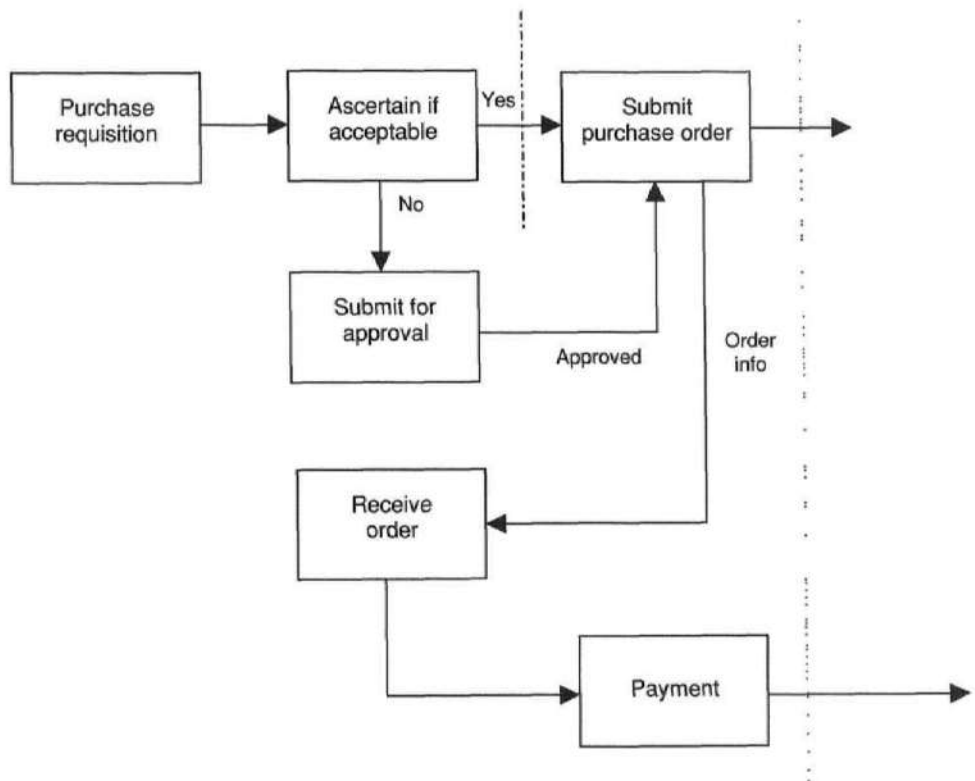 Purchase
requisition
Ascertain if
acceptable
Yes
Submit
purchase order
No
Submit for
approval
Approved
Order
info
Receive
order
Payment